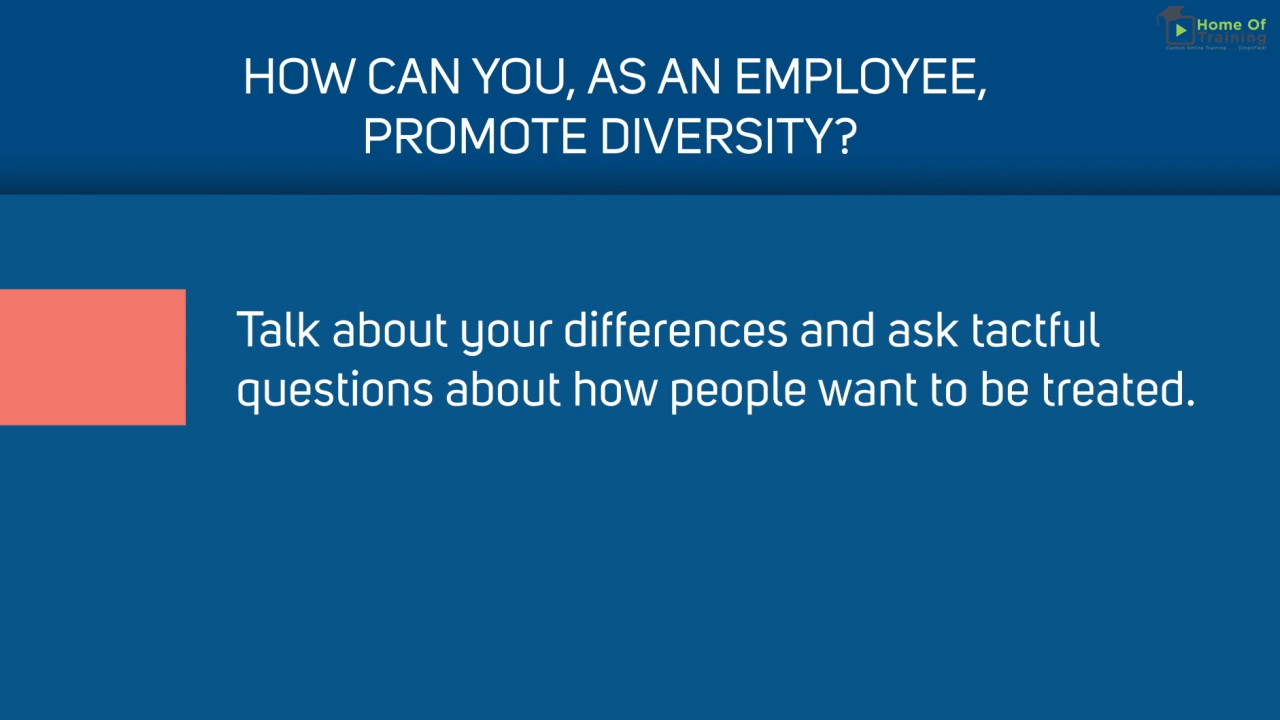 Home Of
Training
HOW CAN YOU, AS AN EMPLOYEE,
PROMOTE DIVERSITY?
Talk about your differences and ask tactful
questions about how people want to be treated.